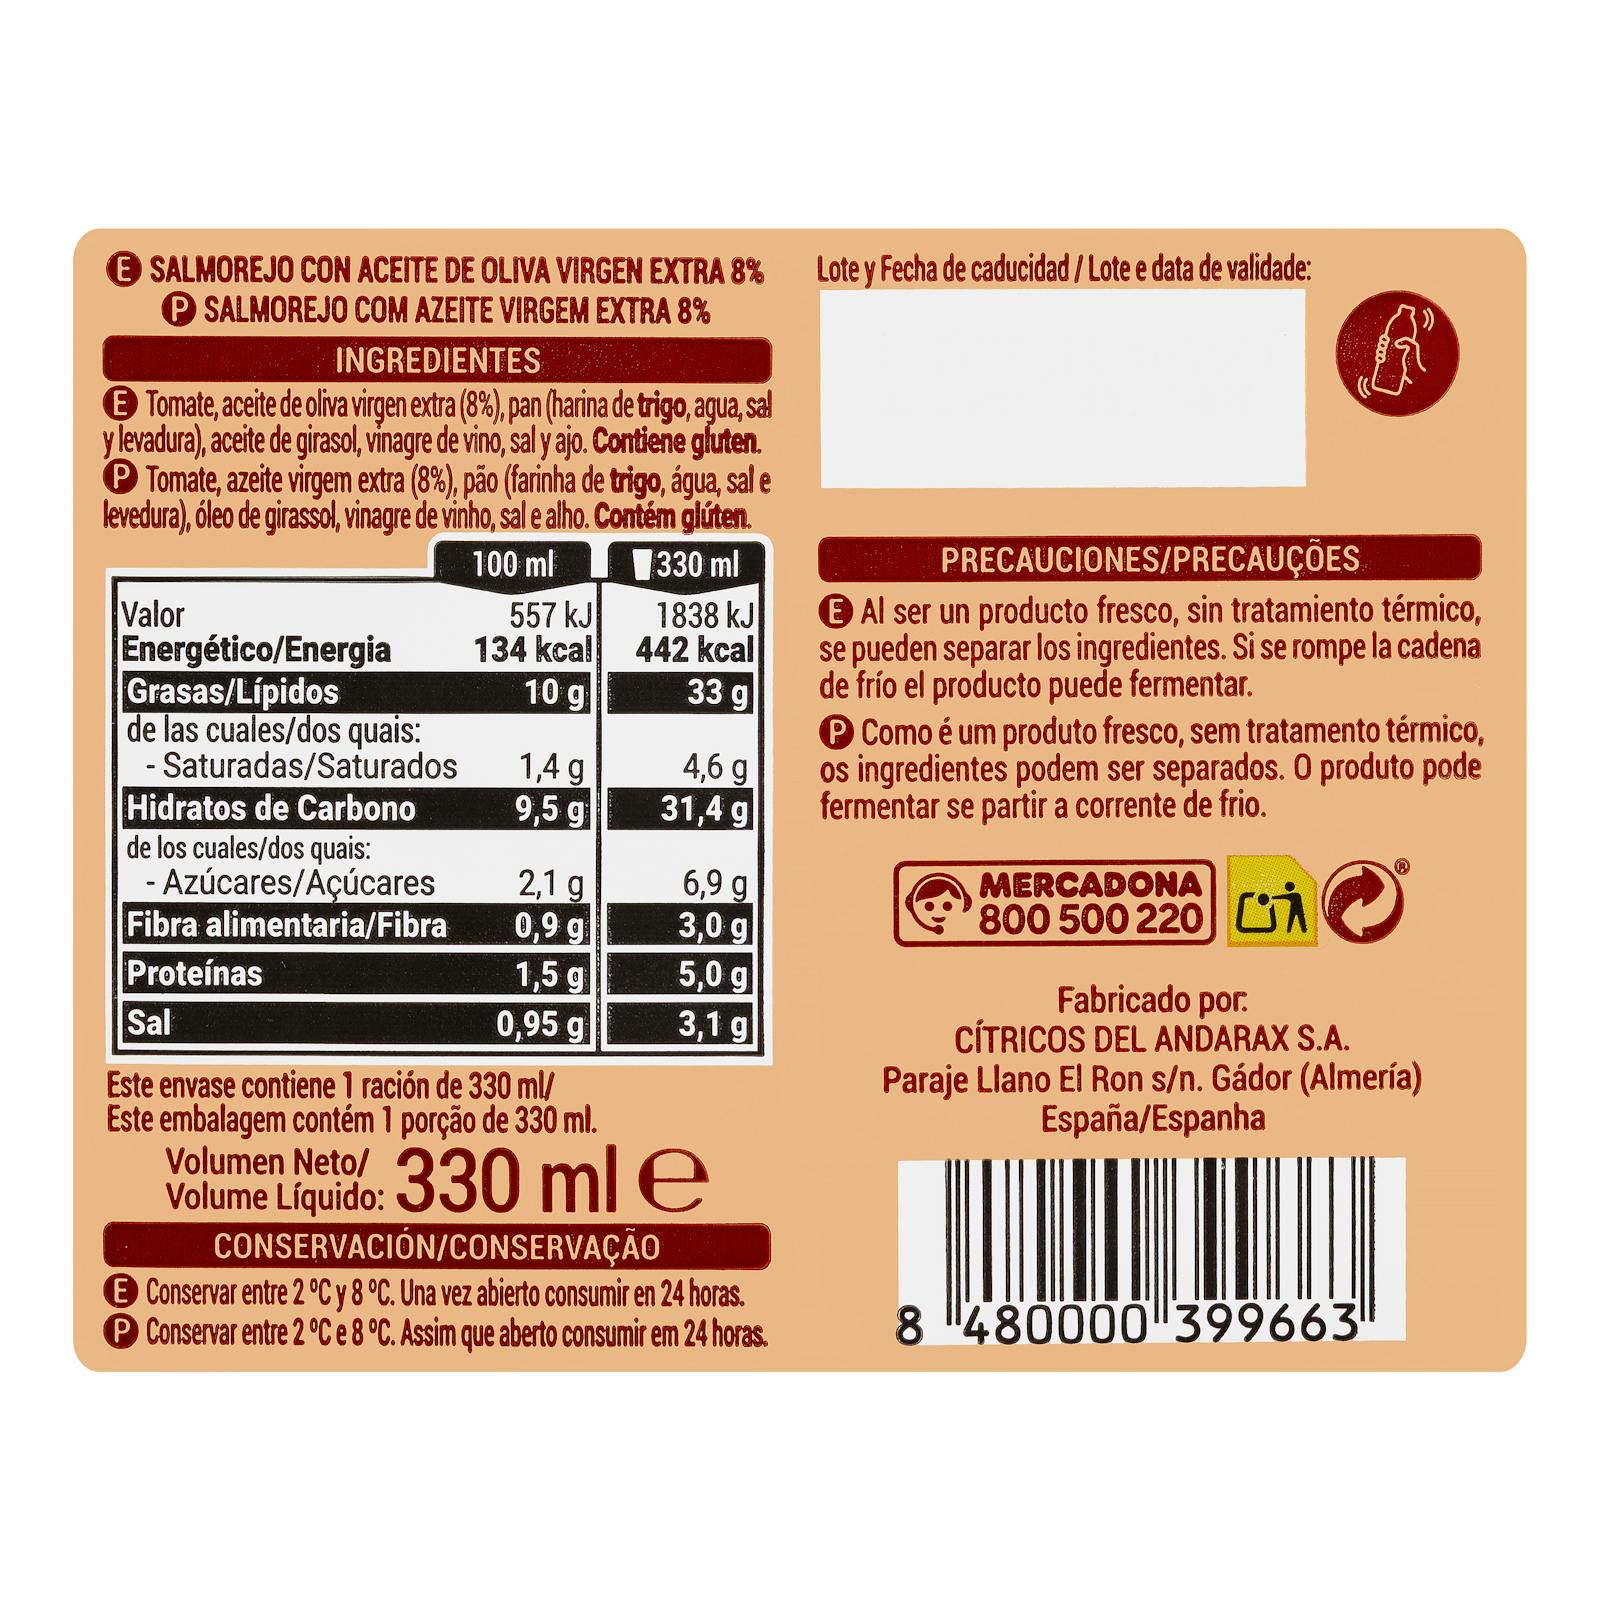 E SALMOREJO CON ACEITE DE OLIVA VIRGEN EXTRA 8%
P SALMOREJO COM AZEITE VIRGEM EXTRA 8%
INGREDIENTES
E Tomate, aceite de oliva virgen extra (8%), pan (harina de trigo, agua, sal
y levadura), aceite de girasol, vinagre de vino, sal y ajo. Contiene gluten.
P Tomate, azeite virgem extra (8%), pão (farinha de trigo, água, sal e
levedura), óleo de girassol, vinagre de vinho, sal e alho. Contém glúten.
100 ml 330 ml
Valor 557 kJ 1838 kJ
Energético/Energia 134 kcal 442 kcal
Grasas/Lípidos 10 g 33 g
de las cuales/dos quais:
- Saturadas/Saturados 1,4 g 4,6 g
Hidratos de Carbono 9,5 g 31,4 g
de los cuales/dos quais:
- Azúcares/Açúcares 2,1 g 6,9 g
Fibra alimentaria/Fibra 0,9 g 3,0 g
Proteínas 1,5 g 5,0 g
Sal 0,95 g 3,1 g
Este envase contiene 1 ración de 330 ml/
Este embalagem contém 1 porção de 330 ml.
Volumen Neto/
Volume Líquido: 330 ml e
CONSERVACIÓN/CONSERVAÇÃO
E Conservar entre 2 ºC y 8 ºC. Una vez abierto consumir en 24 horas.
P Conservar entre 2 ºC e 8 ºC. Assim que aberto consumir em 24 horas.
Lote y Fecha de caducidad / Lote e data de validade:
PRECAUCIONES/PRECAUÇÕES
E Al ser un producto fresco, sin tratamiento térmico,
se pueden separar los ingredientes. Si se rompe la cadena
de frío el producto puede fermentar.
P Como é um produto fresco, sem tratamento térmico,
os ingredientes podem ser separados. O produto pode
fermentar se partir a corrente de frio.
MERCADONA
800 500 220
®
Fabricado por:
CÍTRICOS DEL ANDARAX S.A.
Paraje Llano El Ron s/n. Gádor (Almería)
España/Espanha
8 480000 399663